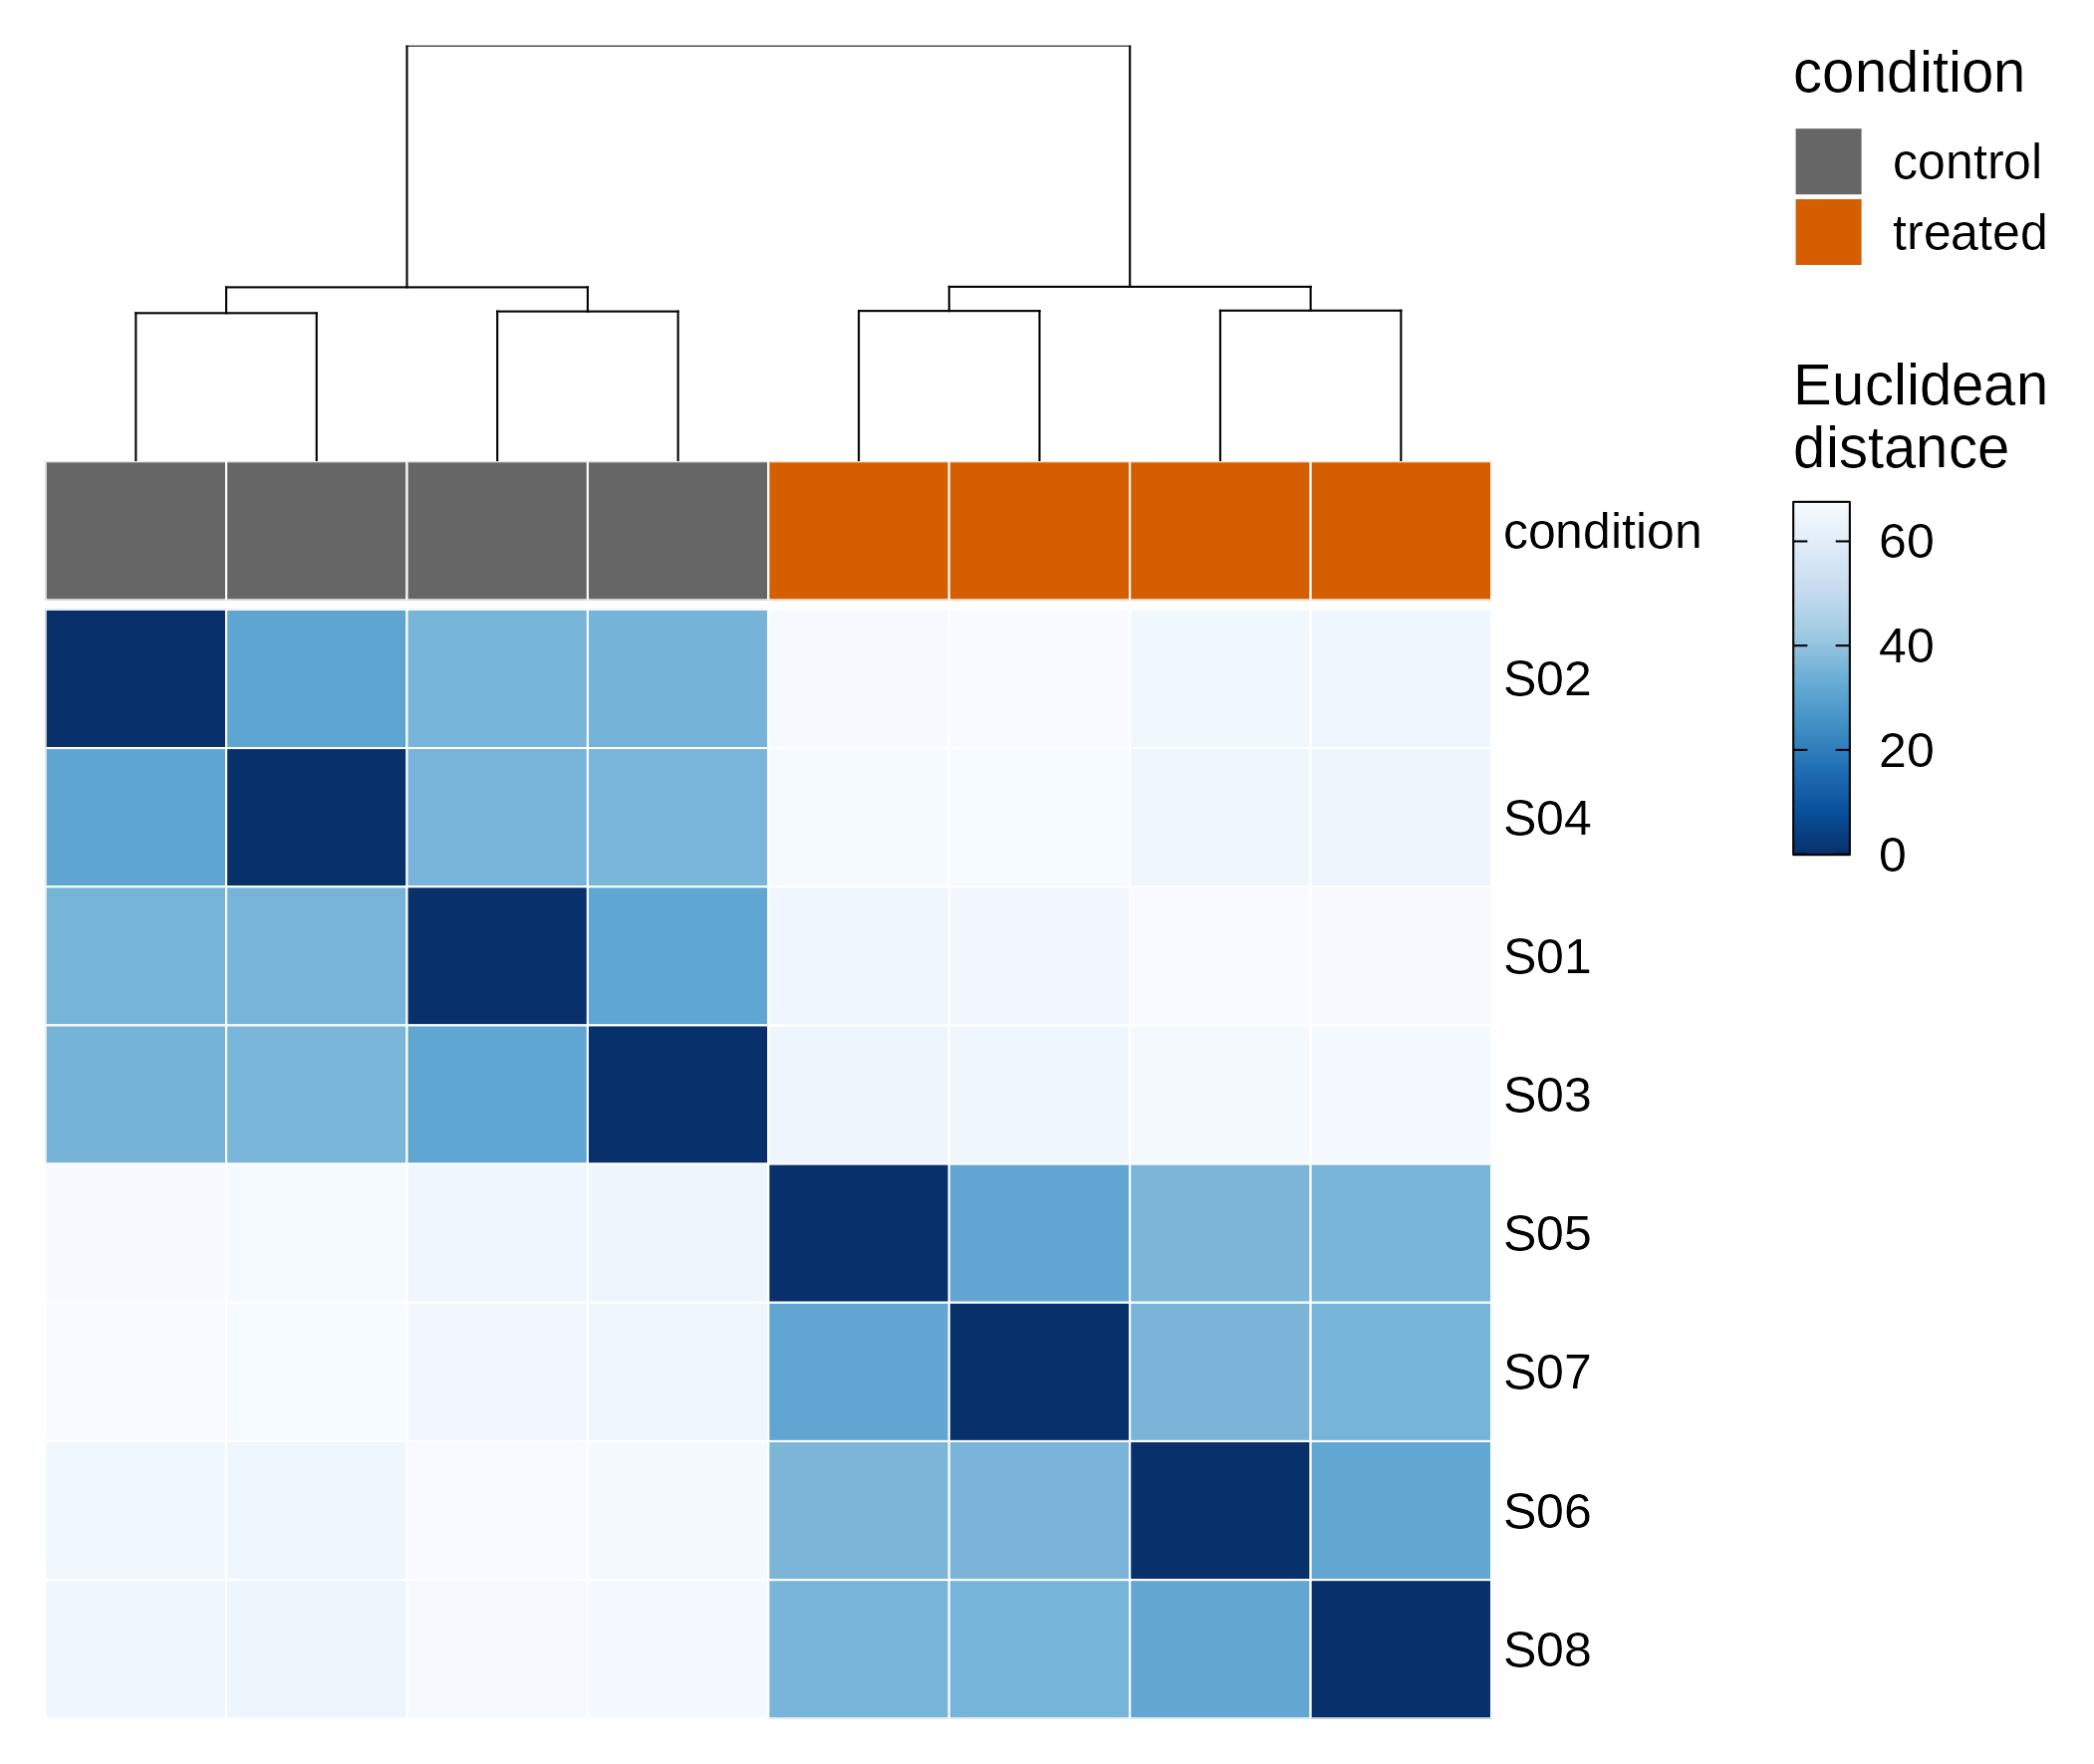 condition
control
treated
Euclidean
distance
60
40
20
0
condition
S02
S04
S01
S03
S05
S07
S06
S08